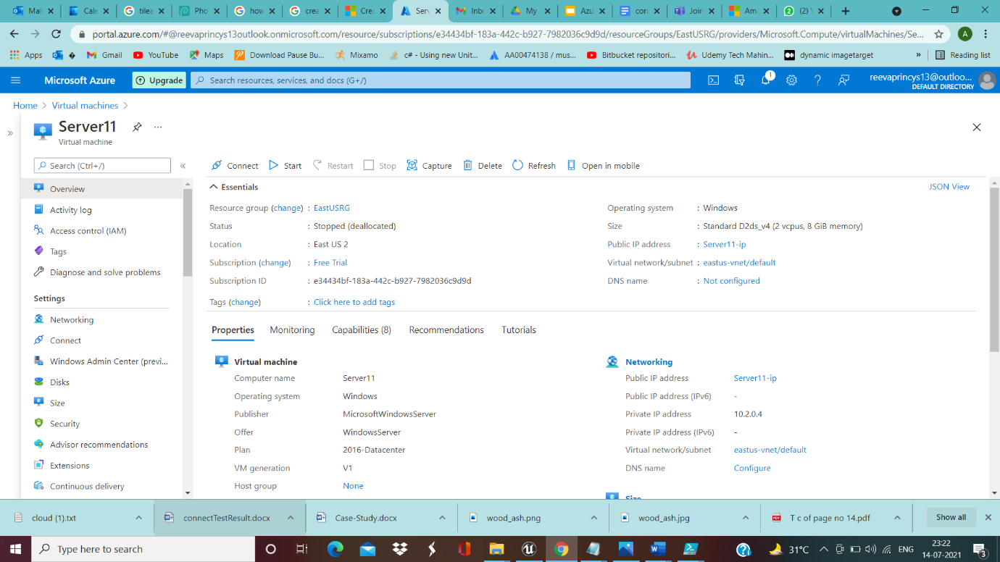 Mail
Cale
tilea
Pho
how
crea
Crea
Serv
Inbo
My
Azu
cori
Join
Ama
(2)
portal.azure.com/#@reevaprincys13outlook.onmicrosoft.com/resource/subscriptions/e34434bf-183a-442c-b927-7982036c9d9d/resourceGroups/EastUSRG/providers/Microsoft.Compute/virtualMachines/Se...
A
Apps
Gmail
YouTube
Maps
Download Pause Bu...
Mixamo
c# - Using new Unit...
AA00474138 / mus...
Bitbucket repositori...
Udemy Tech Mahin...
dynamic imagetarget
»
Reading list
Microsoft Azure
Upgrade
Search resources, services, and docs (G+/)
1
reevaprincys13@outloo...
DEFAULT DIRECTORY
Home > Virtual machines >
Server11
...
Virtual machine
Search (Ctrl+/)
«
Connect
Start
Restart
Stop
Capture
Delete
Refresh
Open in mobile
Overview
Activity log
Access control (IAM)
Tags
Diagnose and solve problems
Settings
Networking
Connect
Windows Admin Center (previ...
Disks
Size
Security
Advisor recommendations
Extensions
Continuous delivery
Essentials
JSON View
Resource group (change) : EastUSRG
Status : Stopped (deallocated)
Location : East US 2
Subscription (change) : Free Trial
Subscription ID : e34434bf-183a-442c-b927-7982036c9d9d
Tags (change) : Click here to add tags
Operating system : Windows
Size : Standard D2ds_v4 (2 vcpus, 8 GiB memory)
Public IP address : Server11-ip
Virtual network/subnet : eastus-vnet/default
DNS name : Not configured
Properties
Monitoring
Capabilities (8)
Recommendations
Tutorials
Virtual machine
Computer name Server11
Operating system Windows
Publisher MicrosoftWindowsServer
Offer WindowsServer
Plan 2016-Datacenter
VM generation V1
Host group None
Networking
Public IP address Server11-ip
Public IP address (IPv6) -
Private IP address 10.2.0.4
Private IP address (IPv6) -
Virtual network/subnet eastus-vnet/default
DNS name Configure
Size
cloud (1).txt
connectTestResult.docx
Case-Study.docx
wood_ash.png
wood_ash.jpg
T c of page no 14.pdf
Show all
Type here to search
31°C
ENG
23:22
14-07-2021
3